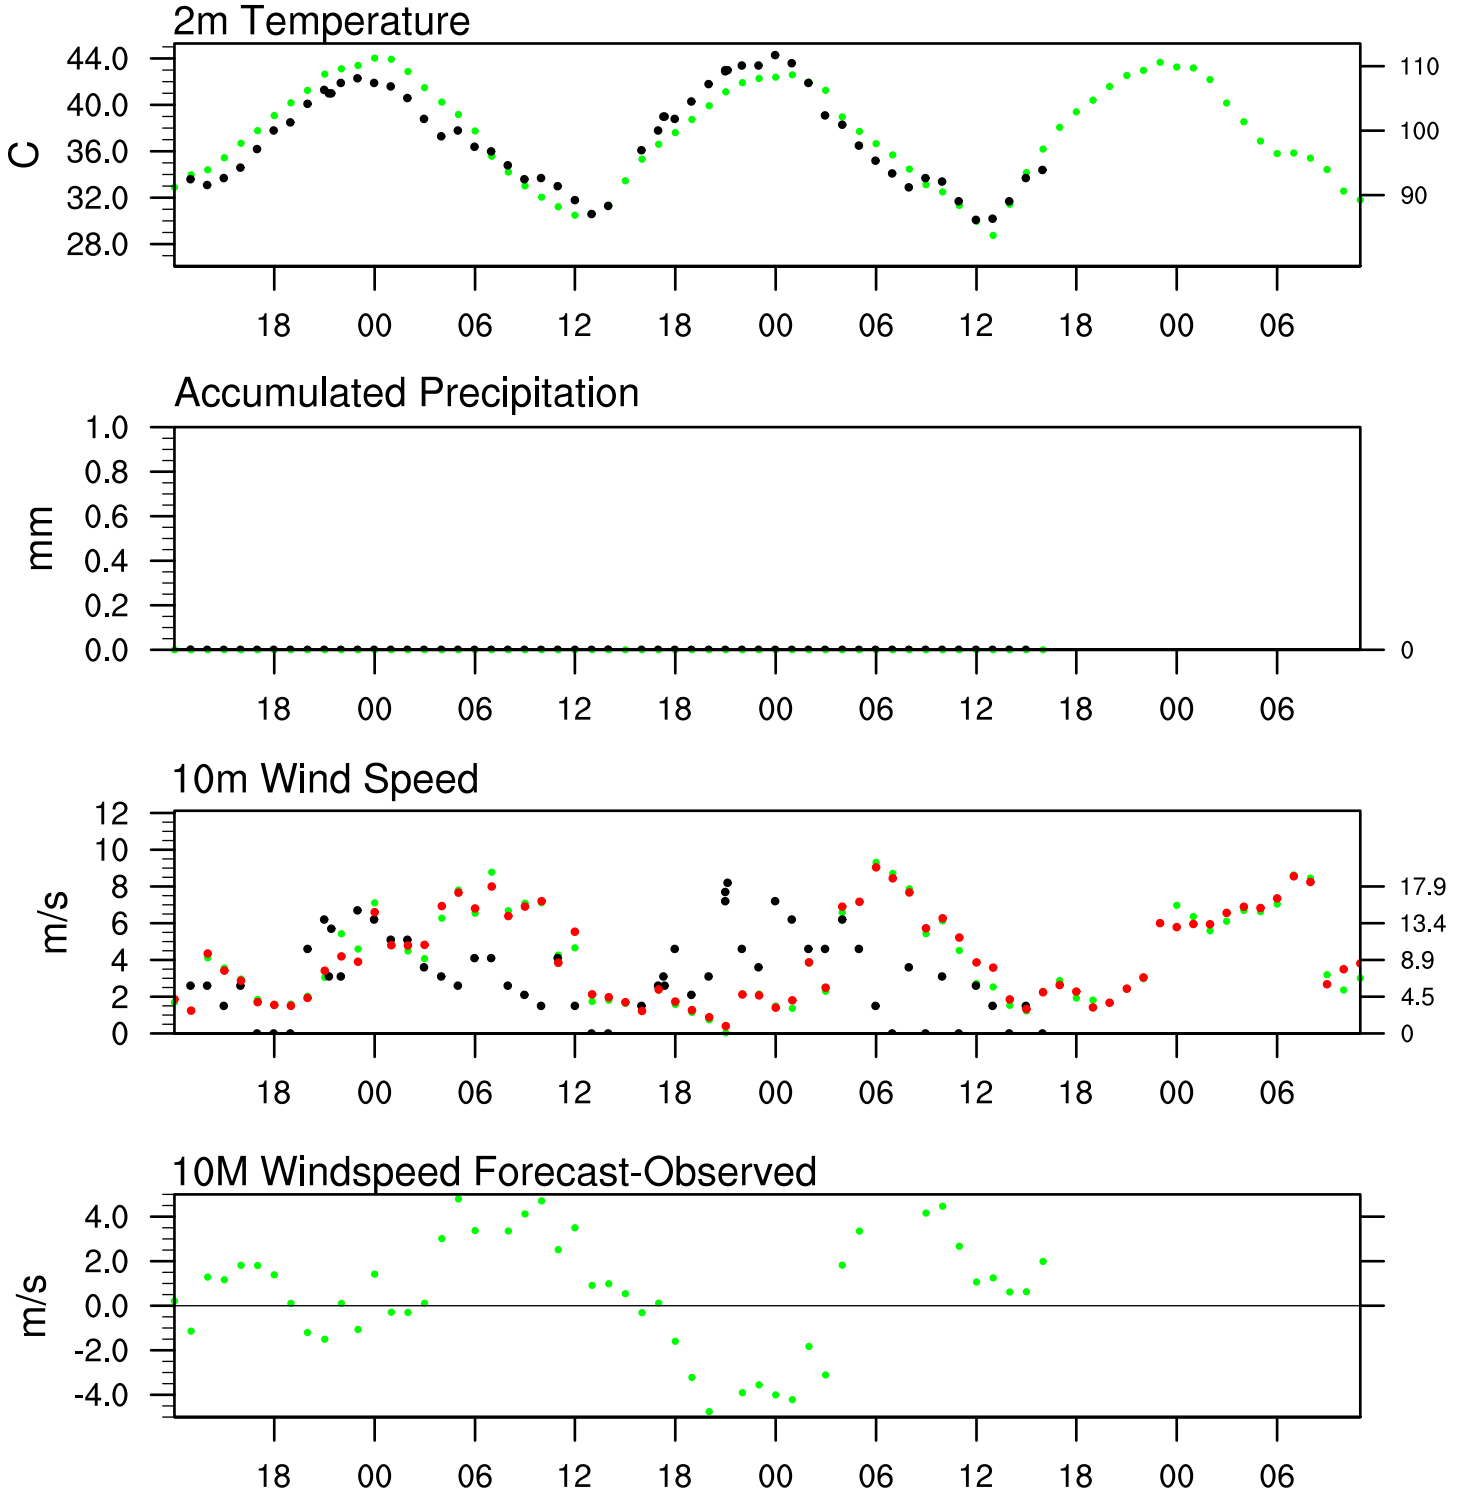 2m Temperature
44.0
40.0
36.0
32.0
28.0
C
110
100
90
18 00 06 12 18 00 06 12 18 00 06
Accumulated Precipitation
1.0
0.8
0.6
0.4
0.2
0.0
mm
0
18 00 06 12 18 00 06 12 18 00 06
10m Wind Speed
12
10
8
6
4
2
0
m/s
17.9
13.4
8.9
4.5
0
18 00 06 12 18 00 06 12 18 00 06
10M Windspeed Forecast-Observed
4.0
2.0
0.0
-2.0
-4.0
m/s
18 00 06 12 18 00 06 12 18 00 06